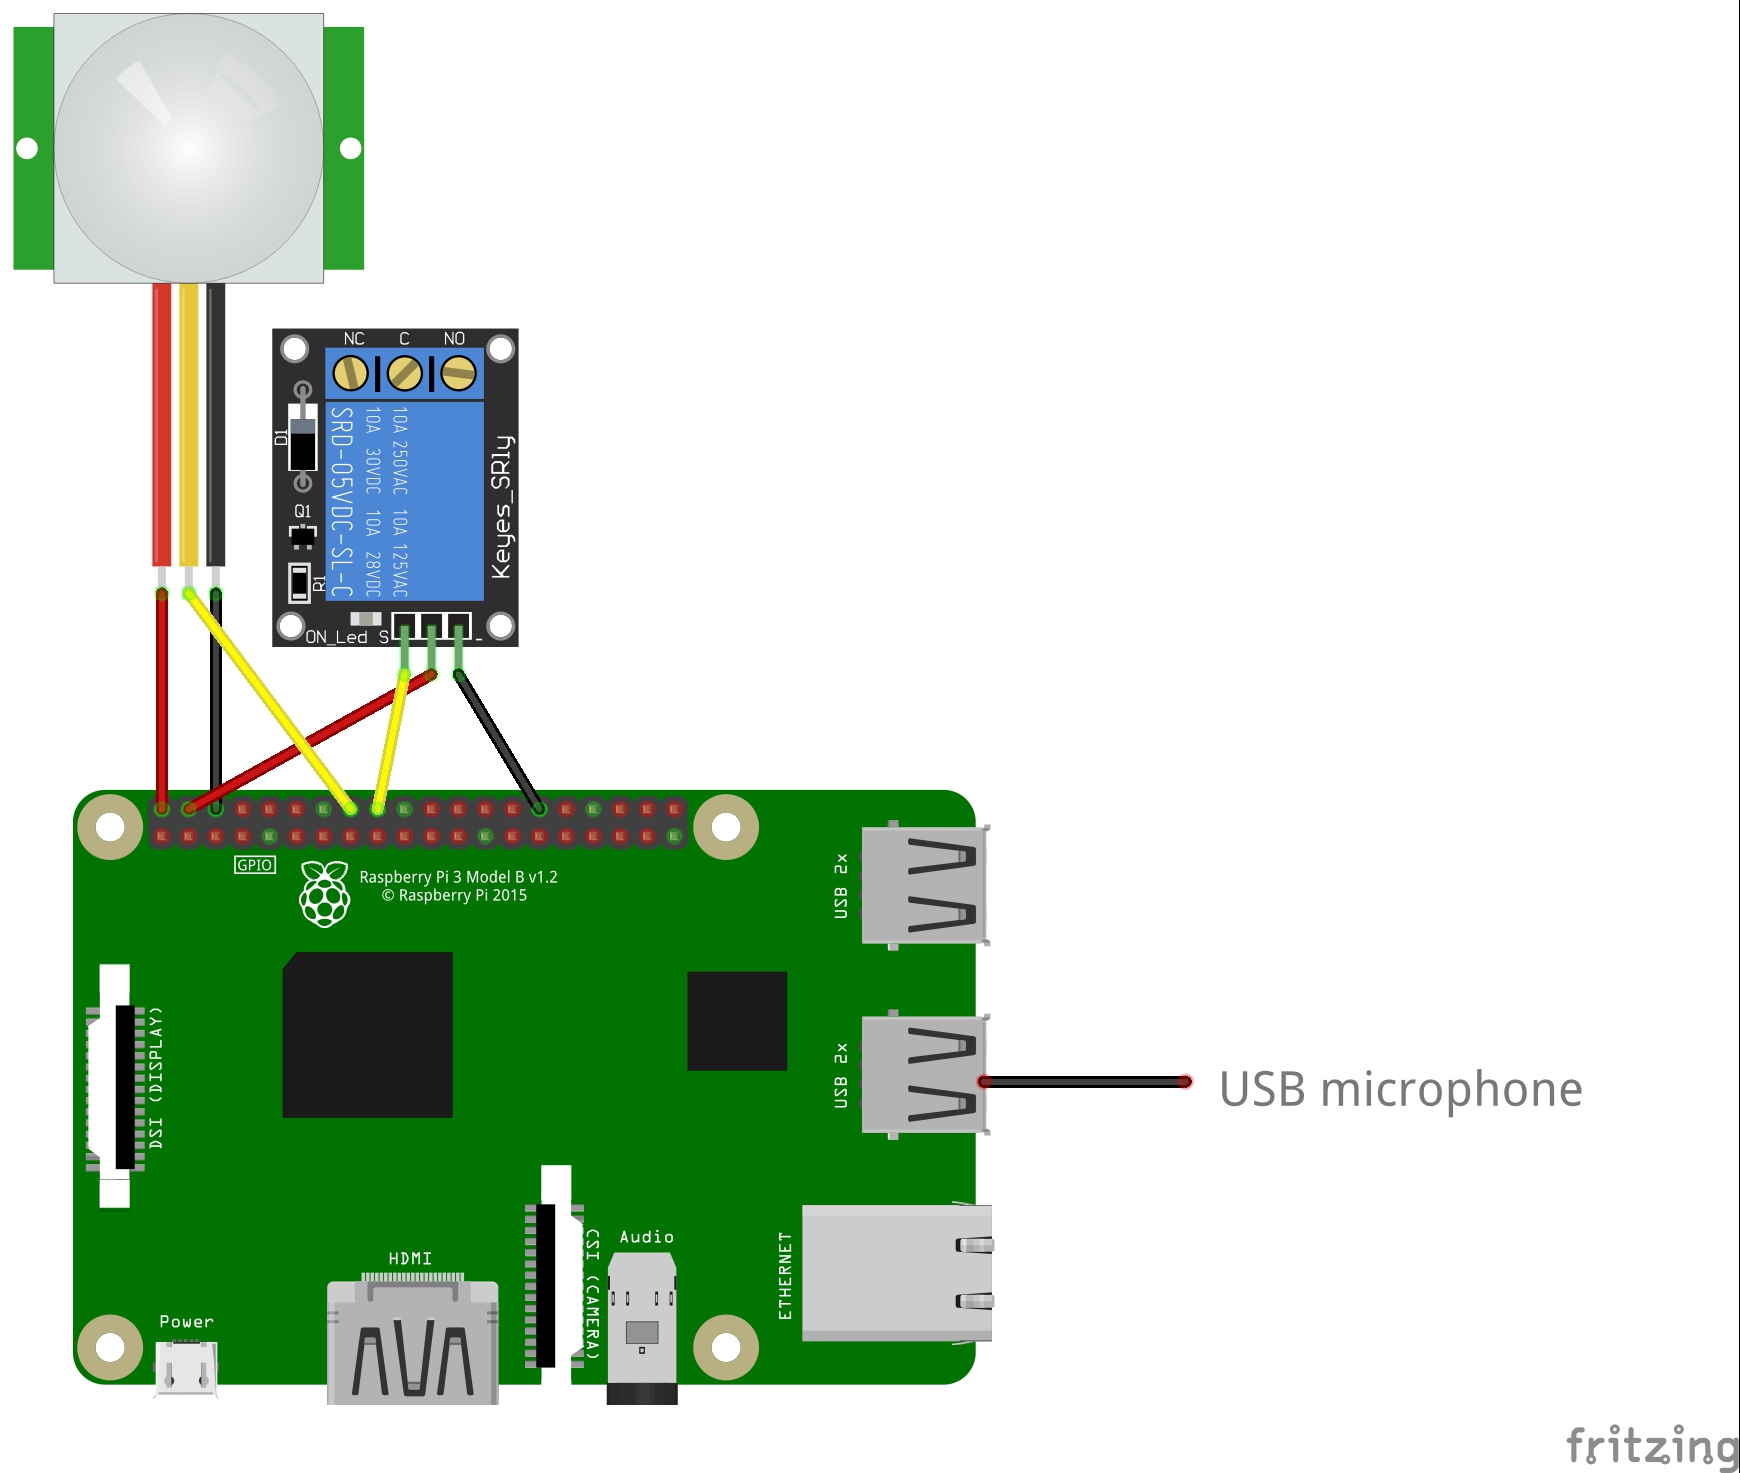 NC C NO
D1
SRD-05VDC-SL-C
10A 30VDC 10A 28VDC
10A 250VAC 10A 125VAC
Keyes_SR1y
Q1
R1
ON_Led S -
GPIO
Raspberry Pi 3 Model B v1.2
© Raspberry Pi 2015
USB 2x
DSI (DISPLAY)
USB 2x
USB microphone
HDMI
CSI (CAMERA)
Audio
ETHERNET
Power
fritzing